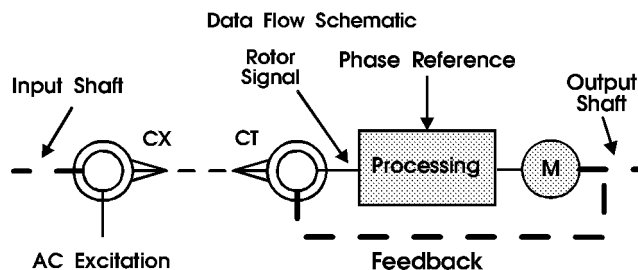 Data Flow Schematic
Rotor
Signal
Phase Reference
Input Shaft
Output
Shaft
CX
CT
Processing
M
AC Excitation
Feedback